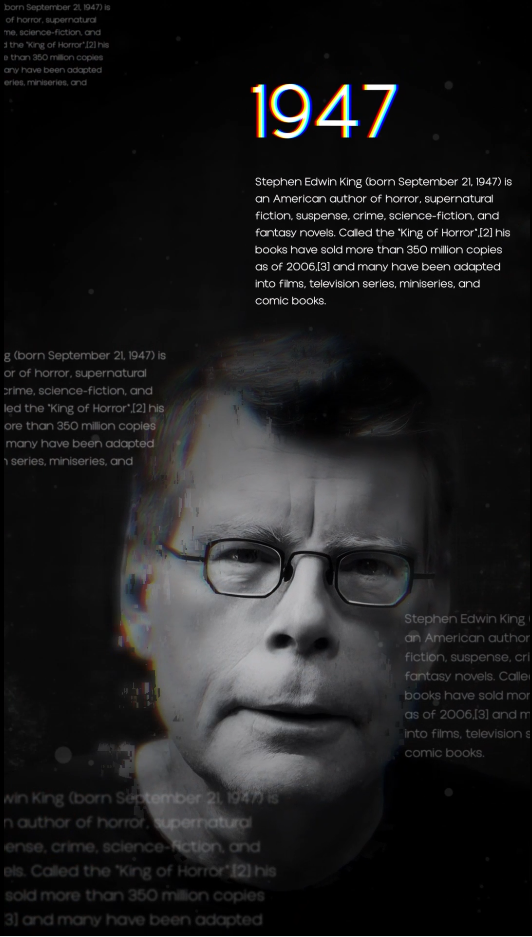 born September 21, 1947) is
of horror, supernatural
me, science-fiction, and
d the "King of Horror",[2] his
e than 350 million copies
any have been adapted
eries, miniseries, and
1947
Stephen Edwin King (born September 21, 1947) is
an American author of horror, supernatural
fiction, suspense, crime, science-fiction, and
fantasy novels. Called the "King of Horror",[2] his
books have sold more than 350 million copies
as of 2006,[3] and many have been adapted
into films, television series, miniseries, and
comic books.
g (born September 21, 1947) is
or of horror, supernatural
crime, science-fiction, and
led the "King of Horror",[2] his
ore than 350 million copies
many have been adapted
n series, miniseries, and
Stephen Edwin King
an American author
fiction, suspense, cri
fantasy novels. Calle
books have sold mor
as of 2006,[3] and m
into films, television s
comic books.
win King (born September 21, 1947) is
n author of horror, supernatural
ense, crime, science-fiction, and
els. Called the "King of Horror",[2] his
sold more than 350 million copies
3] and many have been adapted